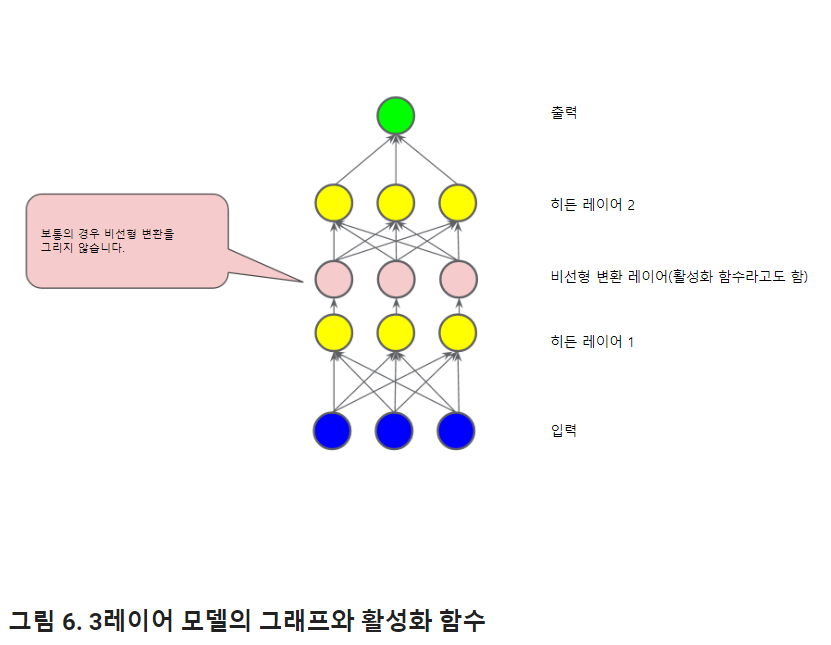 출력
히든 레이어 2
보통의 경우 비선형 변환을
그리지 않습니다.
비선형 변환 레이어(활성화 함수라고도 함)
히든 레이어 1
입력
그림 6. 3레이어 모델의 그래프와 활성화 함수